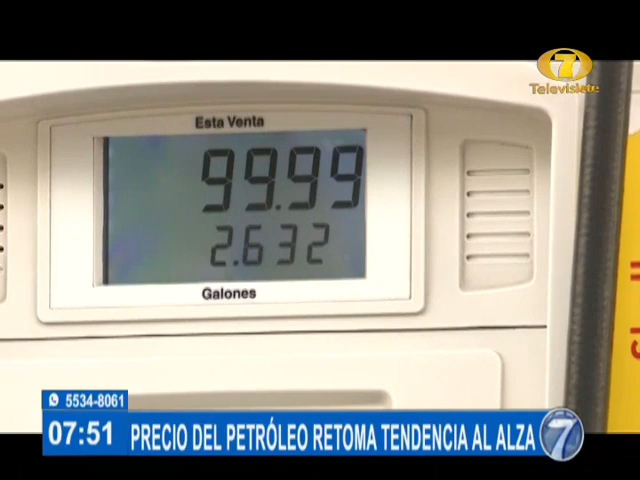 7
Televisiete
Esta Venta
99.99
2.632
Galones
5534-8061
07:51 PRECIO DEL PETRÓLEO RETOMA TENDENCIA AL ALZA 7